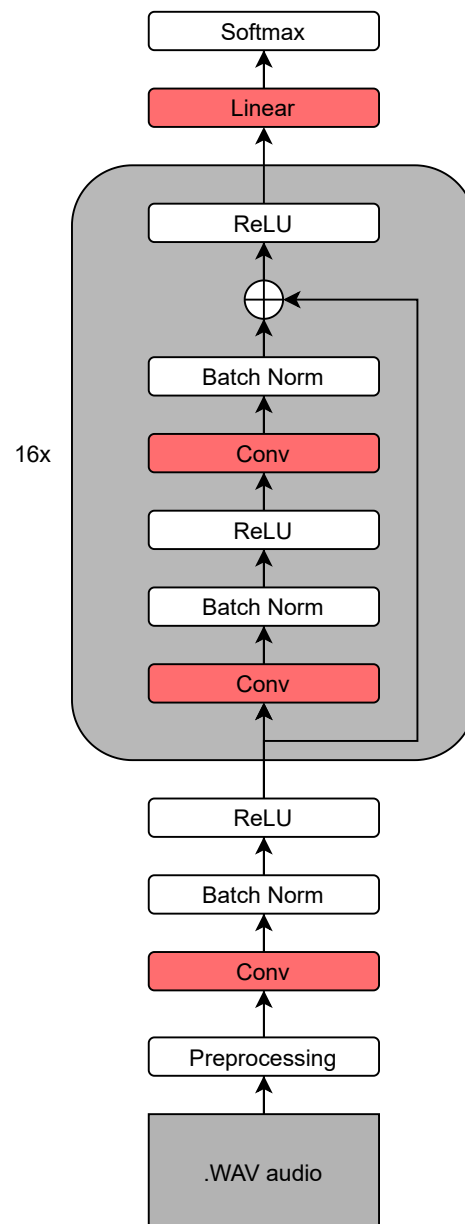 Softmax
Linear
ReLU
Batch Norm
Conv
16x
ReLU
Batch Norm
Conv
ReLU
Batch Norm
Conv
Preprocessing
.WAV audio